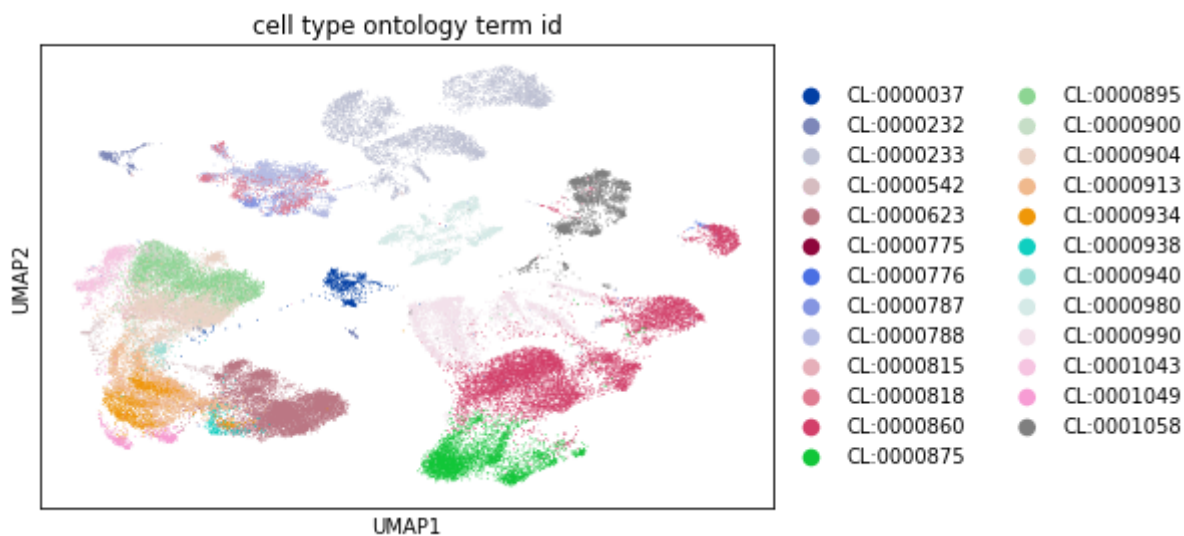 cell type ontology term id
UMAP2
UMAP1
CL:0000037
CL:0000232
CL:0000233
CL:0000542
CL:0000623
CL:0000775
CL:0000776
CL:0000787
CL:0000788
CL:0000815
CL:0000818
CL:0000860
CL:0000875
CL:0000895
CL:0000900
CL:0000904
CL:0000913
CL:0000934
CL:0000938
CL:0000940
CL:0000980
CL:0000990
CL:0001043
CL:0001049
CL:0001058